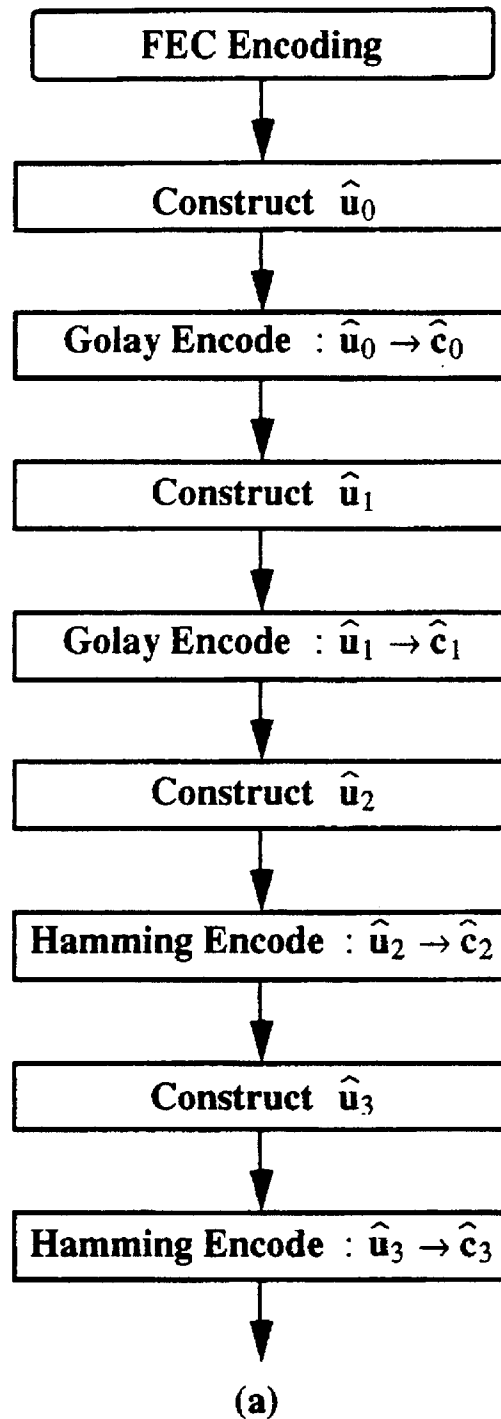 FEC Encoding
Construct û₀
Golay Encode : û₀ → ĉ₀
Construct û₁
Golay Encode : û₁ → ĉ₁
Construct û₂
Hamming Encode : û₂ → ĉ₂
Construct û₃
Hamming Encode : û₃ → ĉ₃
(a)